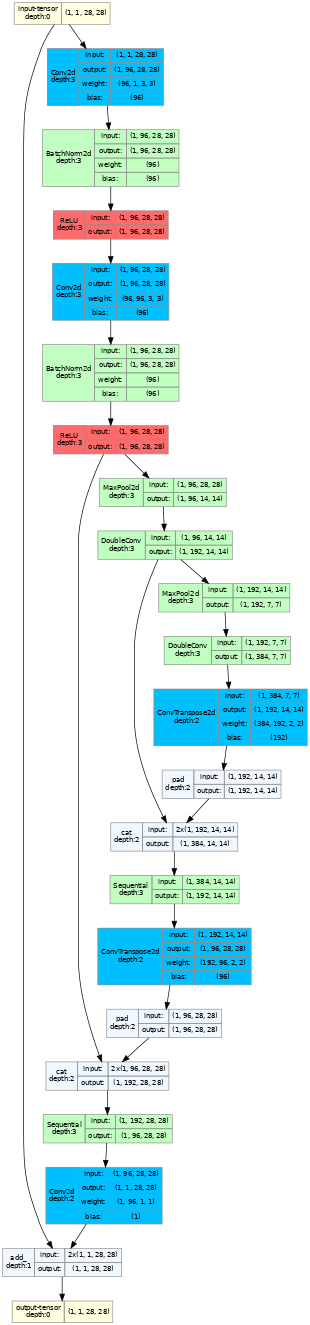 input-tensor depth:0 (1, 1, 28, 28)
Conv2d depth:3 input: (1, 1, 28, 28)
output: (1, 96, 28, 28)
weight: (96, 1, 3, 3)
bias: (96)
BatchNorm2d depth:3 input: (1, 96, 28, 28)
output: (1, 96, 28, 28)
weight: (96)
bias: (96)
ReLU depth:3 input: (1, 96, 28, 28)
output: (1, 96, 28, 28)
Conv2d depth:3 input: (1, 96, 28, 28)
output: (1, 96, 28, 28)
weight: (96, 96, 3, 3)
bias: (96)
BatchNorm2d depth:3 input: (1, 96, 28, 28)
output: (1, 96, 28, 28)
weight: (96)
bias: (96)
ReLU depth:3 input: (1, 96, 28, 28)
output: (1, 96, 28, 28)
MaxPool2d depth:3 input: (1, 96, 28, 28)
output: (1, 96, 14, 14)
DoubleConv depth:3 input: (1, 96, 14, 14)
output: (1, 192, 14, 14)
MaxPool2d depth:3 input: (1, 192, 14, 14)
output: (1, 192, 7, 7)
DoubleConv depth:3 input: (1, 192, 7, 7)
output: (1, 384, 7, 7)
ConvTranspose2d depth:2 input: (1, 384, 7, 7)
output: (1, 192, 14, 14)
weight: (384, 192, 2, 2)
bias: (192)
pad depth:2 input: (1, 192, 14, 14)
output: (1, 192, 14, 14)
cat depth:2 input: 2x(1, 192, 14, 14)
output: (1, 384, 14, 14)
Sequential depth:3 input: (1, 384, 14, 14)
output: (1, 192, 14, 14)
ConvTranspose2d depth:2 input: (1, 192, 14, 14)
output: (1, 96, 28, 28)
weight: (192, 96, 2, 2)
bias: (96)
pad depth:2 input: (1, 96, 28, 28)
output: (1, 96, 28, 28)
cat depth:2 input: 2x(1, 96, 28, 28)
output: (1, 192, 28, 28)
Sequential depth:3 input: (1, 192, 28, 28)
output: (1, 96, 28, 28)
Conv2d depth:2 input: (1, 96, 28, 28)
output: (1, 1, 28, 28)
weight: (1, 96, 1, 1)
bias: (1)
add_ depth:1 input: 2x(1, 1, 28, 28)
output: (1, 1, 28, 28)
output-tensor depth:0 (1, 1, 28, 28)